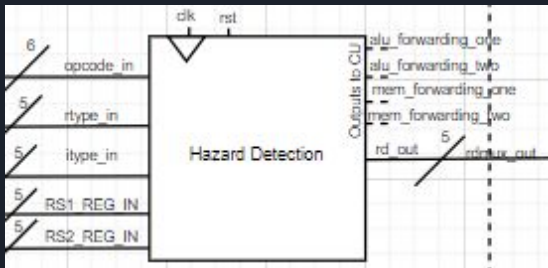 clk rst
6
opcode_in
5
rtype_in
5
itype_in
5
RS1_REG_IN
5
RS2_REG_IN
Hazard Detection
Outputs to CU
alu_forwarding_one
alu_forwarding_two
mem_forwarding_one
mem_forwarding_two
rd_out
5
rdmux_out